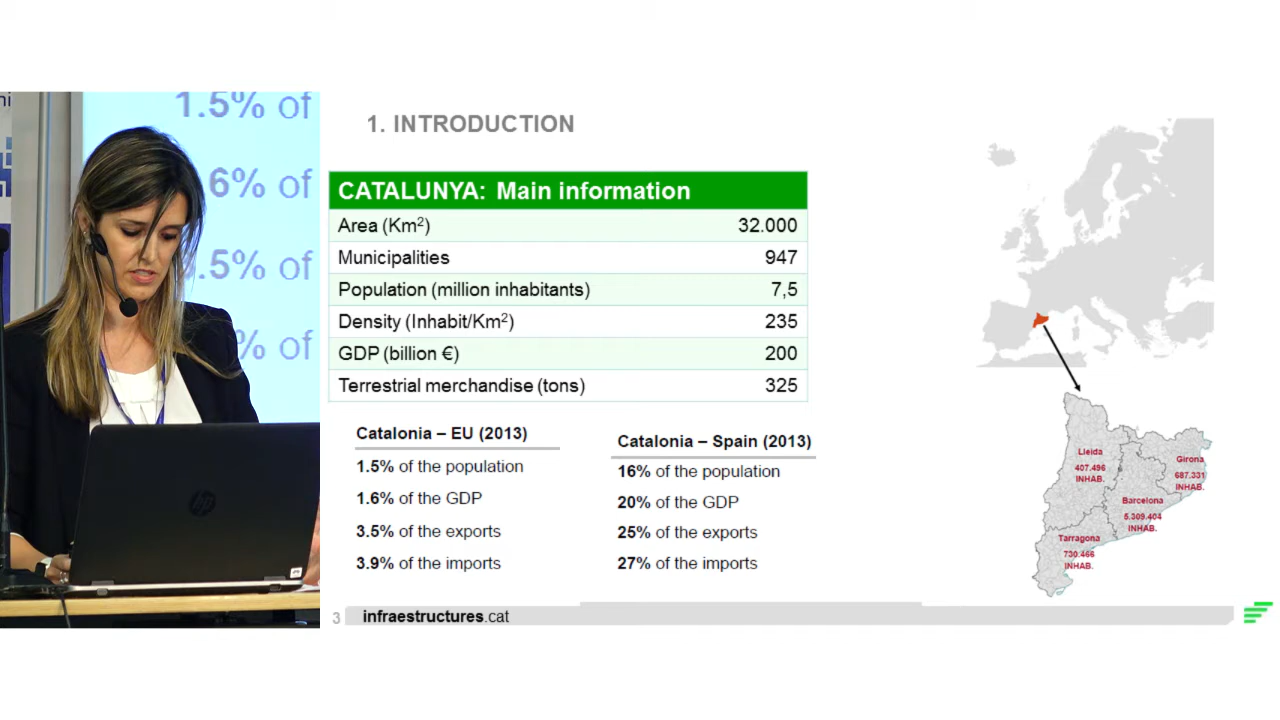 ni
1.5% of
6% of
.5% of
% of
hp
1. INTRODUCTION
CATALUNYA: Main information
Area (Km²) 32.000
Municipalities 947
Population (million inhabitants) 7,5
Density (Inhabit/Km²) 235
GDP (billion €) 200
Terrestrial merchandise (tons) 325
Catalonia – EU (2013)
1.5% of the population
1.6% of the GDP
3.5% of the exports
3.9% of the imports
Catalonia – Spain (2013)
16% of the population
20% of the GDP
25% of the exports
27% of the imports
Lleida
407.496
INHAB.
Girona
687.331
INHAB.
Barcelona
5.309.404
INHAB.
Tarragona
730.466
INHAB.
3 infraestructures.cat